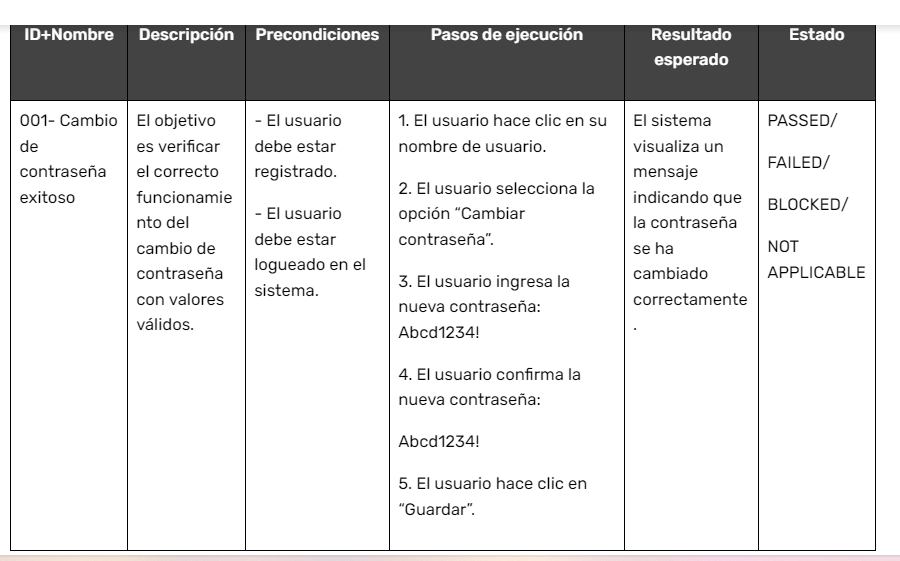 ID+Nombre
Descripción
Precondiciones
Pasos de ejecución
Resultado
esperado
Estado
001- Cambio
de
contraseña
exitoso
El objetivo
es verificar
el correcto
funcionamie
nto del
cambio de
contraseña
con valores
válidos.
- El usuario
debe estar
registrado.
- El usuario
debe estar
logueado en el
sistema.
1. El usuario hace clic en su
nombre de usuario.
2. El usuario selecciona la
opción “Cambiar
contraseña”.
3. El usuario ingresa la
nueva contraseña:
Abcd1234!
4. El usuario confirma la
nueva contraseña:
Abcd1234!
5. El usuario hace clic en
“Guardar”.
El sistema
visualiza un
mensaje
indicando que
la contraseña
se ha
cambiado
correctamente
.
PASSED/
FAILED/
BLOCKED/
NOT
APPLICABLE